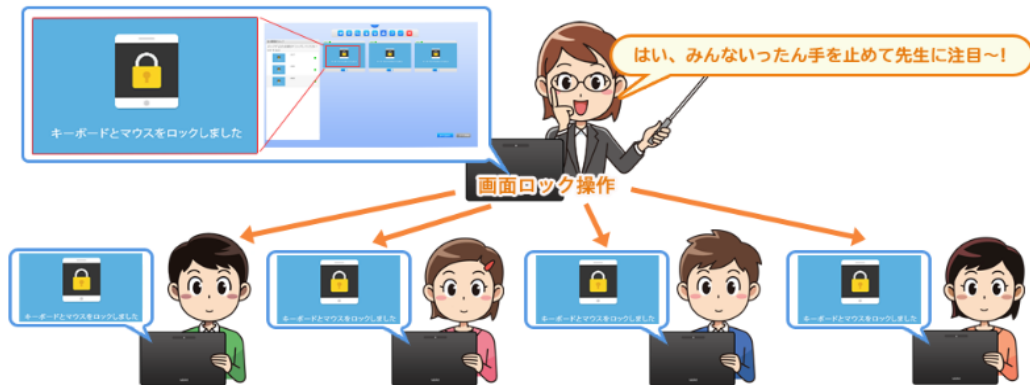 はい、みんないったん手を止めて先生に注目～!
キーボードとマウスをロックしました
画面ロック操作
キーボードとマウスをロックしました
キーボードとマウスをロックしました
キーボードとマウスをロックしました
キーボードとマウスをロックしました